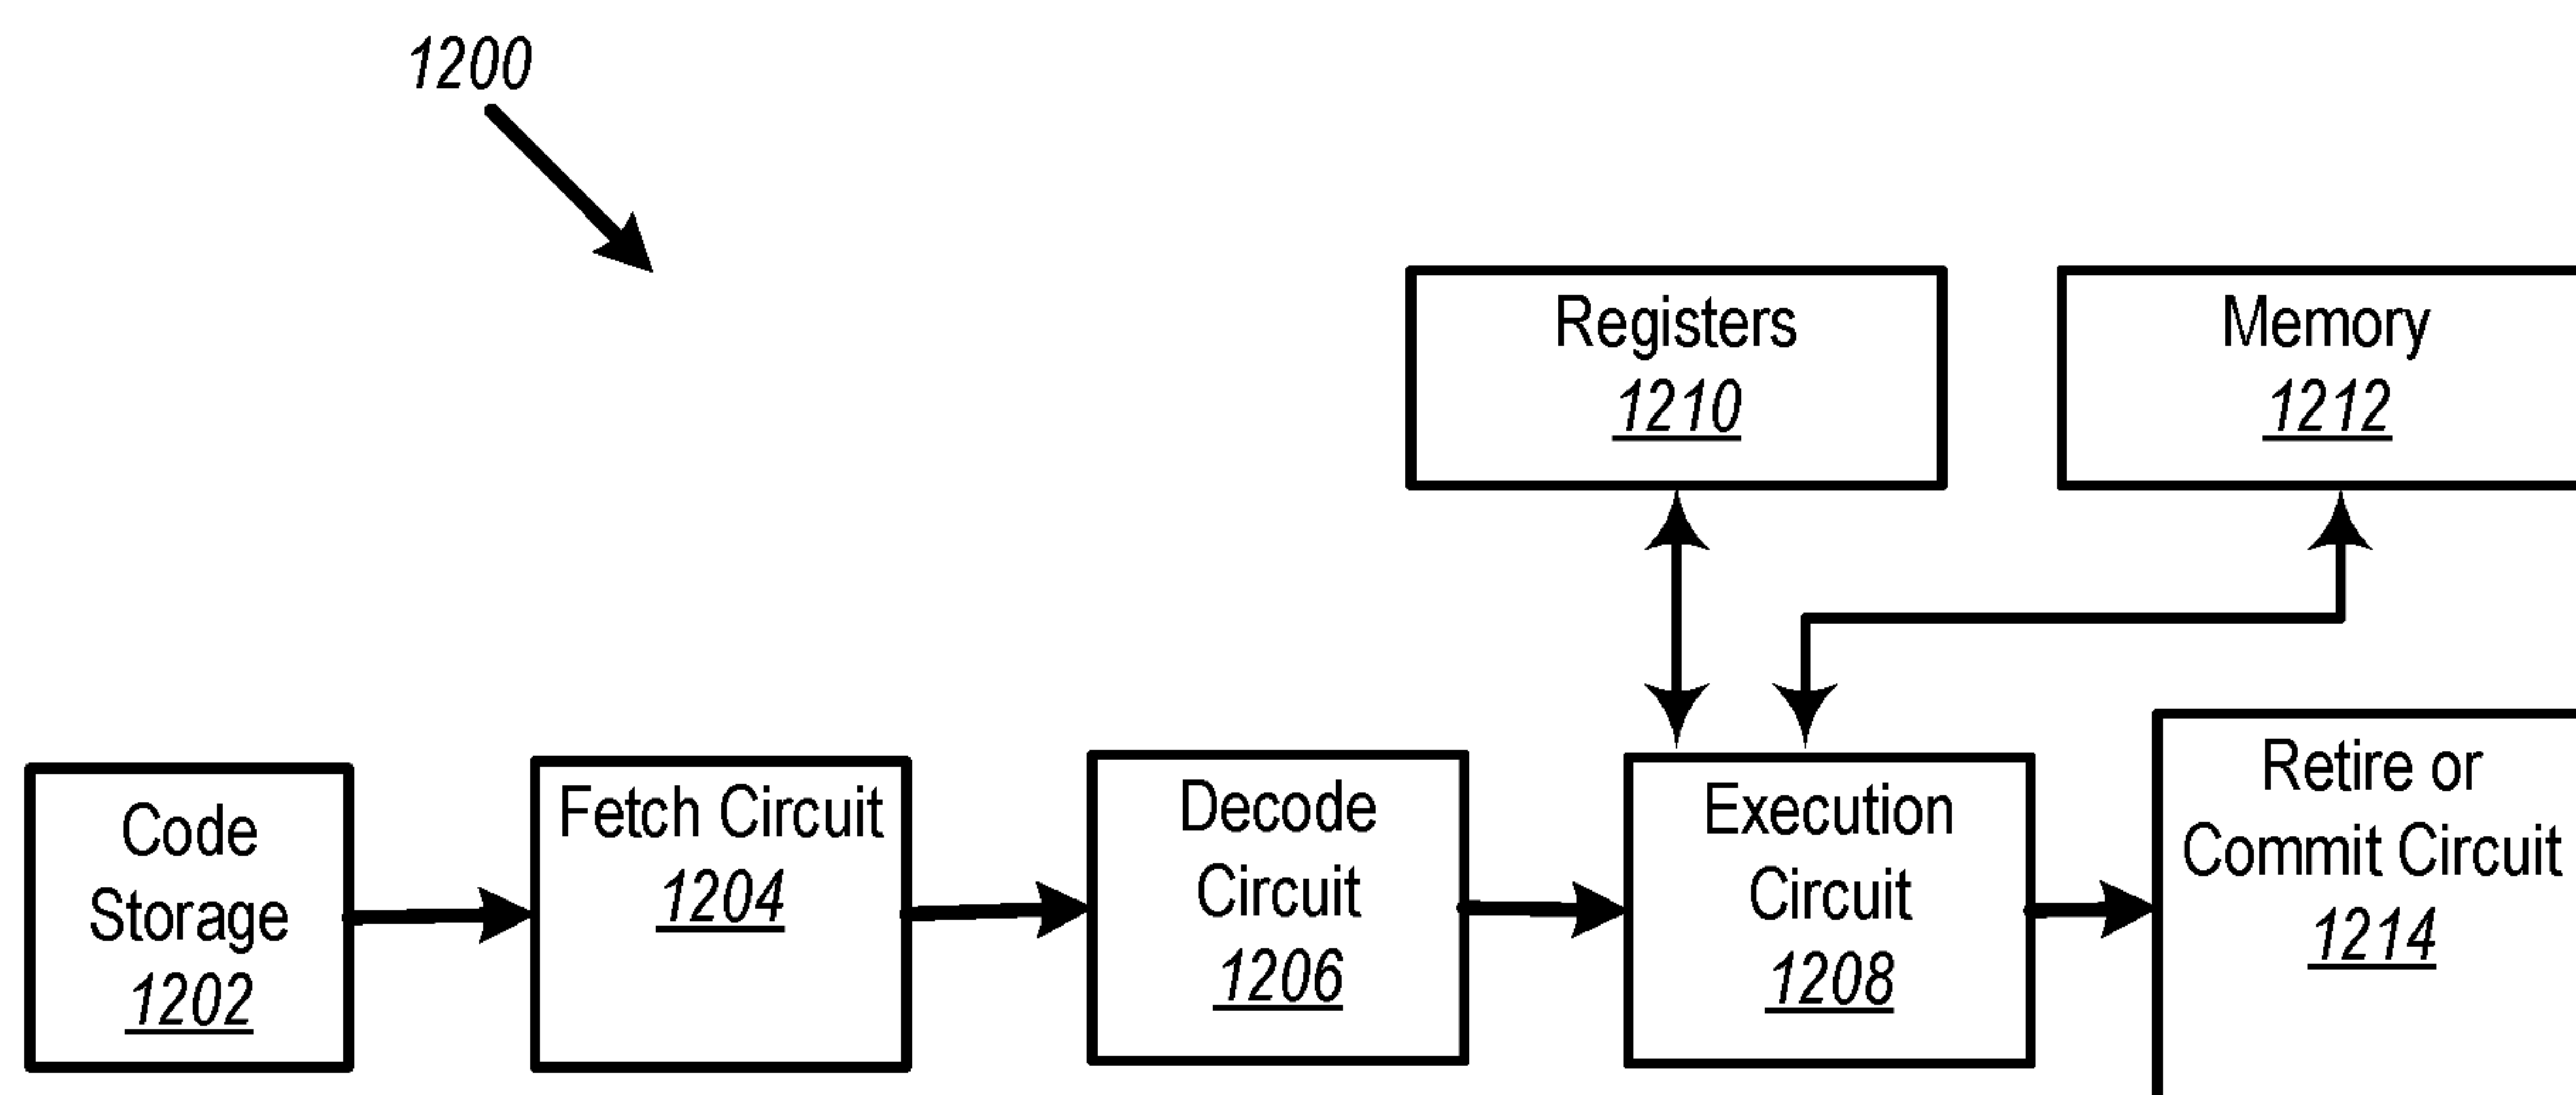 1200
Registers
1210
Memory
1212
Code
Storage
1202
Fetch Circuit
1204
Decode
Circuit
1206
Execution
Circuit
1208
Retire or
Commit Circuit
1214